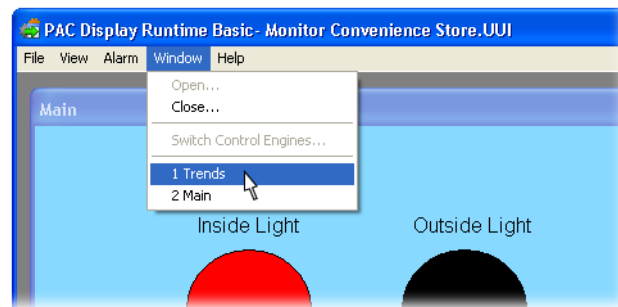 PAC Display Runtime Basic- Monitor Convenience Store.UUI
File View Alarm Window Help
Open...
Close...
Main
Switch Control Engines...
1 Trends
2 Main
Inside Light Outside Light